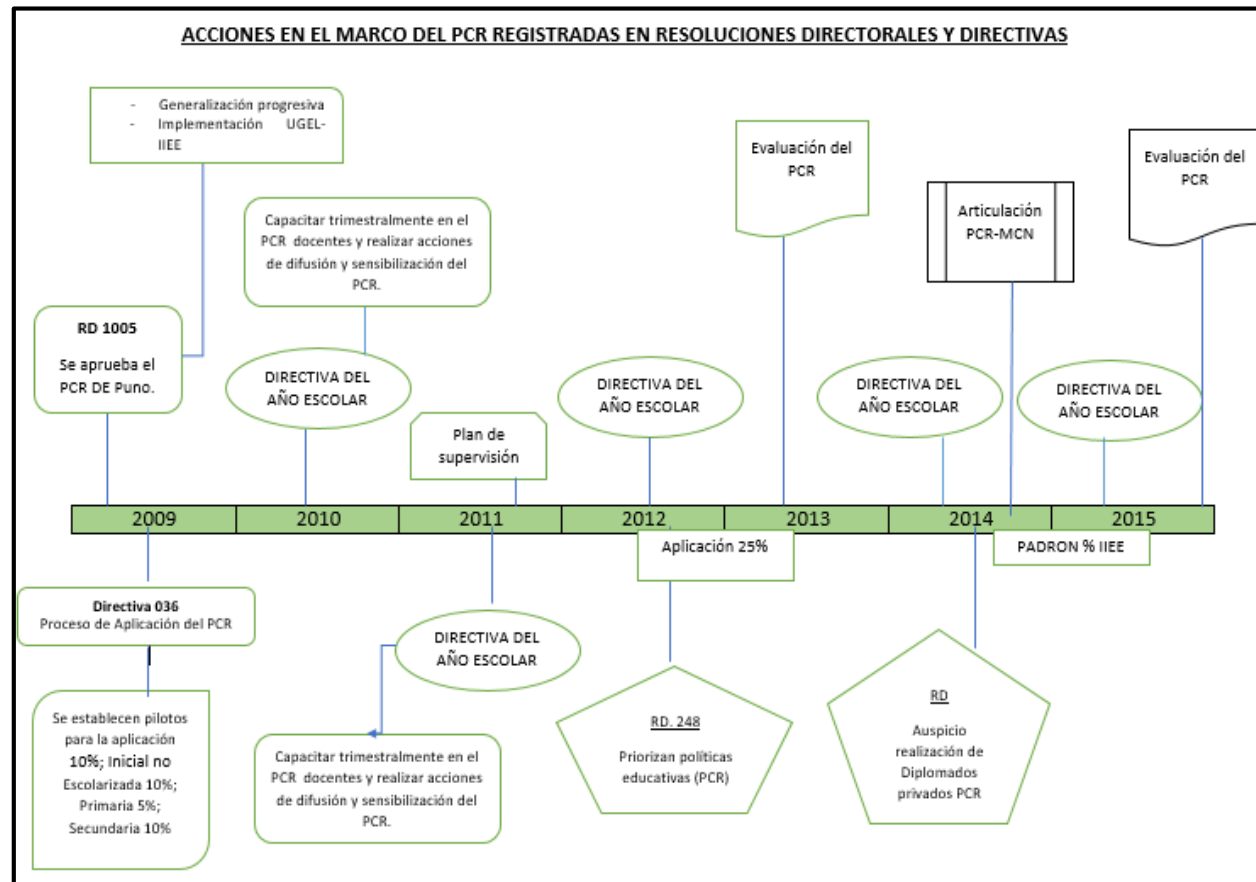 ACCIONES EN EL MARCO DEL PCR REGISTRADAS EN RESOLUCIONES DIRECTORALES Y DIRECTIVAS
- Generalización progresiva
- Implementación UGEL-
IIEE
Evaluación del
PCR
Evaluación del
PCR
Articulación
PCR-MCN
Capacitar trimestralmente en el
PCR docentes y realizar acciones
de difusión y sensibilización del
PCR.
RD 1005
Se aprueba el
PCR DE Puno.
DIRECTIVA DEL
AÑO ESCOLAR
Plan de
supervisión
DIRECTIVA DEL
AÑO ESCOLAR
DIRECTIVA DEL
AÑO ESCOLAR
DIRECTIVA DEL
AÑO ESCOLAR
2009 2010 2011 2012 2013 2014 2015
Aplicación 25%
PADRON % IIEE
Directiva 036
Proceso de Aplicación del PCR
DIRECTIVA DEL
AÑO ESCOLAR
Se establecen pilotos
para la aplicación
10%; Inicial no
Escolarizada 10%;
Primaria 5%;
Secundaria 10%
Capacitar trimestralmente en el
PCR docentes y realizar acciones
de difusión y sensibilización del
PCR.
RD. 248
Priorizan políticas
educativas (PCR)
RD
Auspicio
realización de
Diplomados
privados PCR